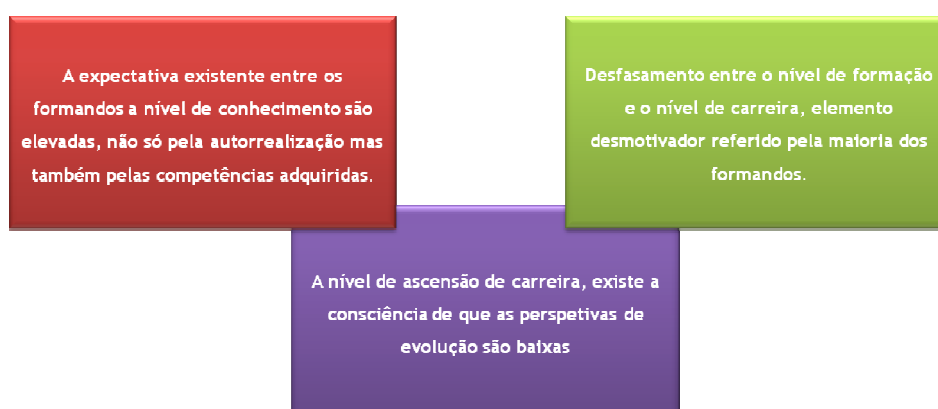 A expectativa existente entre os
formandos a nível de conhecimento são
elevadas, não só pela autorrealização mas
também pelas competências adquiridas.
Desfasamento entre o nível de formação
e o nível de carreira, elemento
desmotivador referido pela maioria dos
formandos.
A nível de ascensão de carreira, existe a
consciência de que as perspetivas de
evolução são baixas